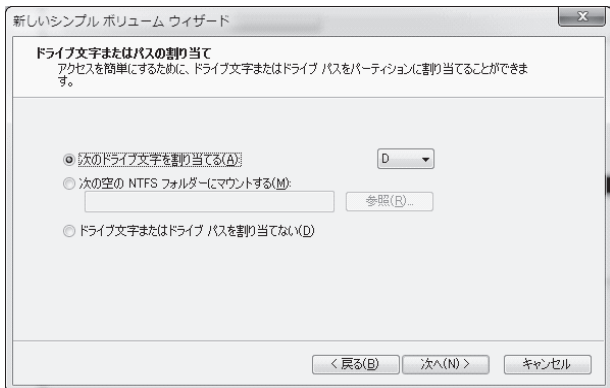 新しいシンプル ボリューム ウィザード
ドライブ文字またはパスの割り当て
アクセスを簡単にするために、ドライブ文字またはドライブ パスをパーティションに割り当てることができま
す。
次のドライブ文字を割り当てる(A):
D
次の空の NTFS フォルダーにマウントする(M):
参照(R)...
ドライブ文字またはドライブ パスを割り当てない(D)
< 戻る(B)
次へ(N) >
キャンセル